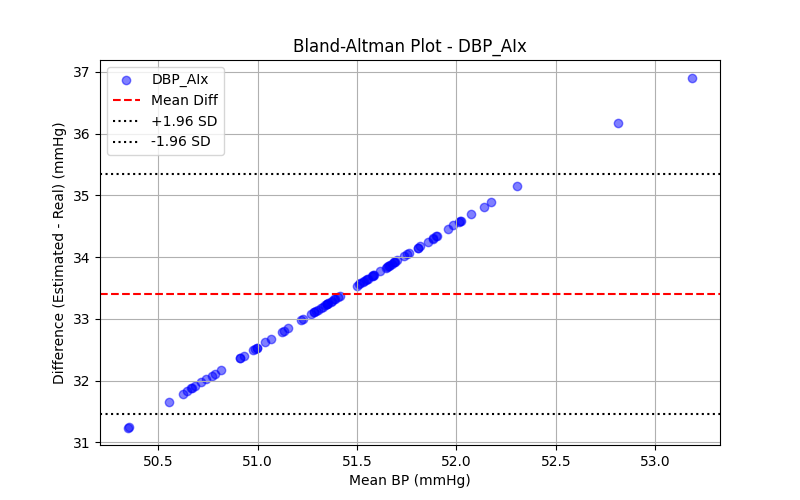 Bland-Altman Plot - DBP_AIx
DBP_AIx
Mean Diff
+1.96 SD
-1.96 SD
Difference (Estimated - Real) (mmHg)
37
36
35
34
33
32
31
50.5 51.0 51.5 52.0 52.5 53.0
Mean BP (mmHg)